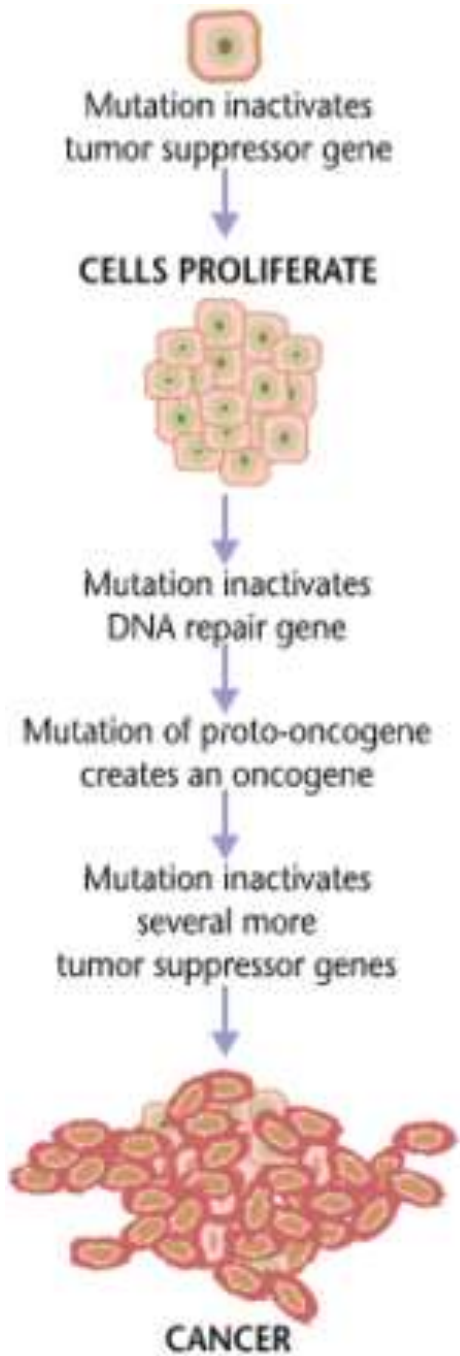 Mutation inactivates
tumor suppressor gene
CELLS PROLIFERATE
Mutation inactivates
DNA repair gene
Mutation of proto-oncogene
creates an oncogene
Mutation inactivates
several more
tumor suppressor genes
CANCER